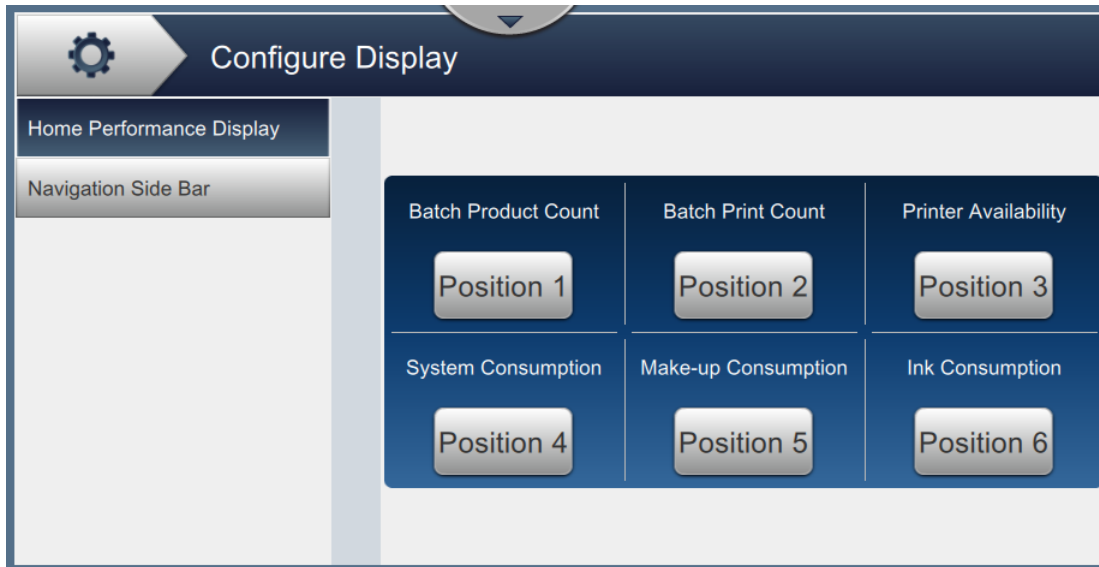 Configure Display
Home Performance Display
Navigation Side Bar
Batch Product Count
Batch Print Count
Printer Availability
Position 1
Position 2
Position 3
System Consumption
Make-up Consumption
Ink Consumption
Position 4
Position 5
Position 6